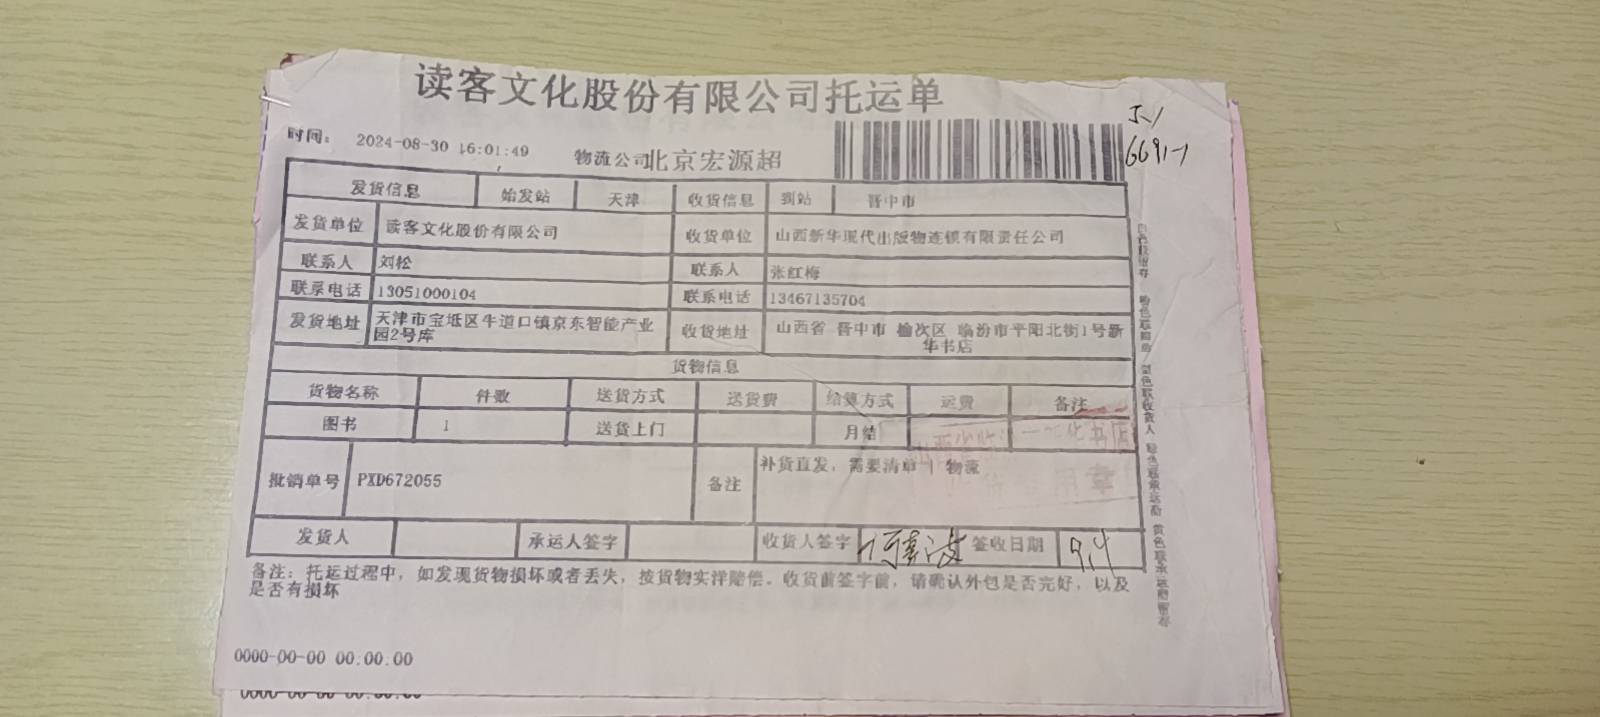 读客文化股份有限公司托运单
时间: 2024-08-30 16:01:49 物流公司北京宏源超
5-1
6691-1
发货信息 始发站 天津 收货信息 到站 晋中市
发货单位 读客文化股份有限公司 收货单位 山西新华现代出版物连锁有限责任公司
联系人 刘松 联系人 张红梅
联系电话 13051000104 联系电话 13467135704
发货地址 天津市宝坻区牛道口镇京东智能产业园2号库 收货地址 山西省 晋中市 榆次区 临汾市平阳北街1号新华书店
货物信息
货物名称 件数 送货方式 送货费 结算方式 运费 备注
图书 1 送货上门 月结
批销单号 PXD672055 备注 补货直发,需要清单 | 物流
发货人 承运人签字 收货人签字 签收日期 9.4
备注:托运过程中,如发现货物损坏或者丢失,按货物实洋赔偿。收货前签字前,请确认外包是否完好,以及
是否有损坏
0000-00-00 00:00:00
0000-00-00 00:00:00